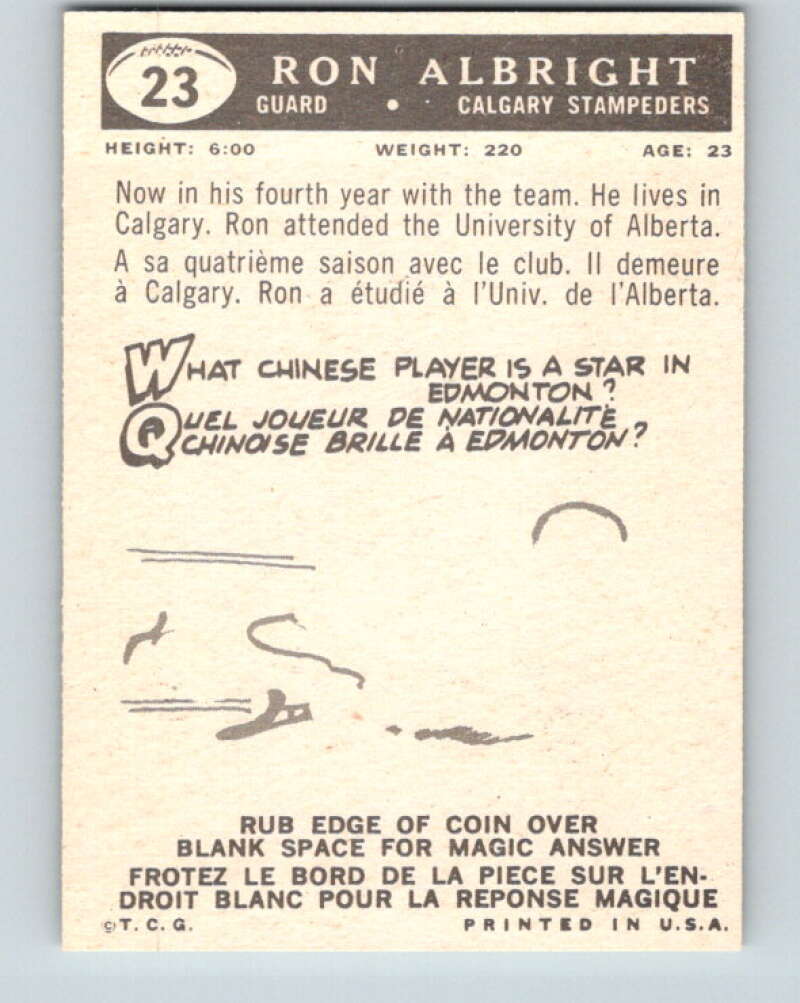 23
RON ALBRIGHT
GUARD • CALGARY STAMPEDERS
HEIGHT: 6:00 WEIGHT: 220 AGE: 23
Now in his fourth year with the team. He lives in
Calgary. Ron attended the University of Alberta.
A sa quatrième saison avec le club. Il demeure
à Calgary. Ron a étudié à l'Univ. de l'Alberta.
WHAT CHINESE PLAYER IS A STAR IN
EDMONTON?
QUEL JOUEUR DE NATIONALITÈ
CHINOISE BRILLE À EDMONTON?
RUB EDGE OF COIN OVER
BLANK SPACE FOR MAGIC ANSWER
FROTEZ LE BORD DE LA PIECE SUR L'EN-
DROIT BLANC POUR LA REPONSE MAGIQUE
©T. C. G. PRINTED IN U.S.A.